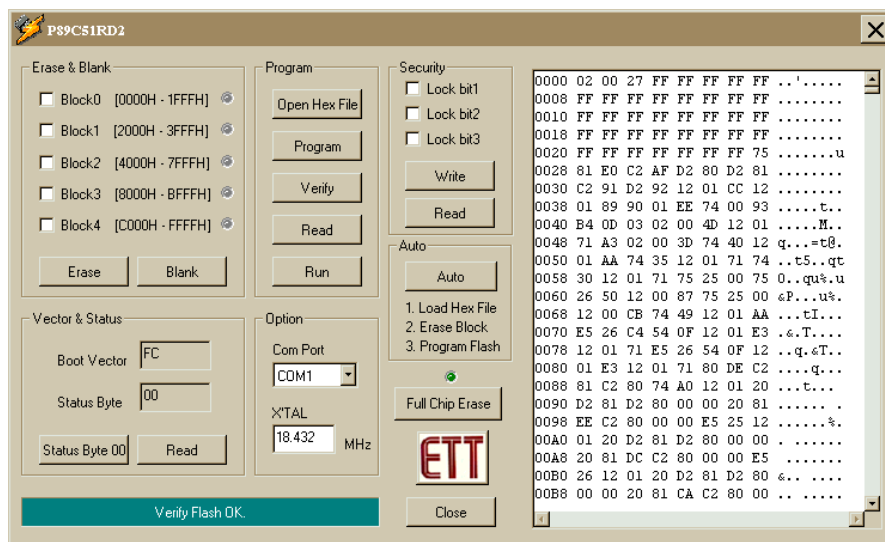 P89C51RD2
Erase & Blank
Block0 [0000H - 1FFFH]
Block1 [2000H - 3FFFH]
Block2 [4000H - 7FFFH]
Block3 [8000H - BFFFH]
Block4 [C000H - FFFFH]
Erase Blank
Vector & Status
Boot Vector FC
Status Byte 00
Status Byte 00 Read
Verify Flash OK.
Program
Open Hex File
Program
Verify
Read
Run
Option
Com Port
COM1
X'TAL
18.432 MHz
Security
Lock bit1
Lock bit2
Lock bit3
Write
Read
Auto
Auto
1. Load Hex File
2. Erase Block
3. Program Flash
Full Chip Erase
ETT
Close
0000 02 00 27 FF FF FF FF FF ..'.....
0008 FF FF FF FF FF FF FF FF ........
0010 FF FF FF FF FF FF FF FF ........
0018 FF FF FF FF FF FF FF FF ........
0020 FF FF FF FF FF FF FF 75 .......u
0028 81 E0 C2 AF D2 80 D2 81 ........
0030 C2 91 D2 92 12 01 CC 12 ........
0038 01 89 90 01 EE 74 00 93 .....t..
0040 B4 0D 03 02 00 4D 12 01 .....M..
0048 71 A3 02 00 3D 74 40 12 q...=t@.
0050 01 AA 74 35 12 01 71 74 ..t5..qt
0058 30 12 01 71 75 25 00 75 0..qu%.u
0060 26 50 12 00 87 75 25 00 &P...u%.
0068 12 00 CB 74 49 12 01 AA ...tI...
0070 E5 26 C4 54 0F 12 01 E3 .&.T....
0078 12 01 71 E5 26 54 0F 12 ..q.&T..
0080 01 E3 12 01 71 80 DE C2 ....q...
0088 81 C2 80 74 A0 12 01 20 ...t...
0090 D2 81 D2 80 00 00 20 81 ...... .
0098 EE C2 80 00 00 E5 25 12 ......%.
00A0 01 20 D2 81 D2 80 00 00 . ......
00A8 20 81 DC C2 80 00 00 E5 .......
00B0 26 12 01 20 D2 81 D2 80 &.. ....
00B8 00 00 20 81 CA C2 80 00 .. .....